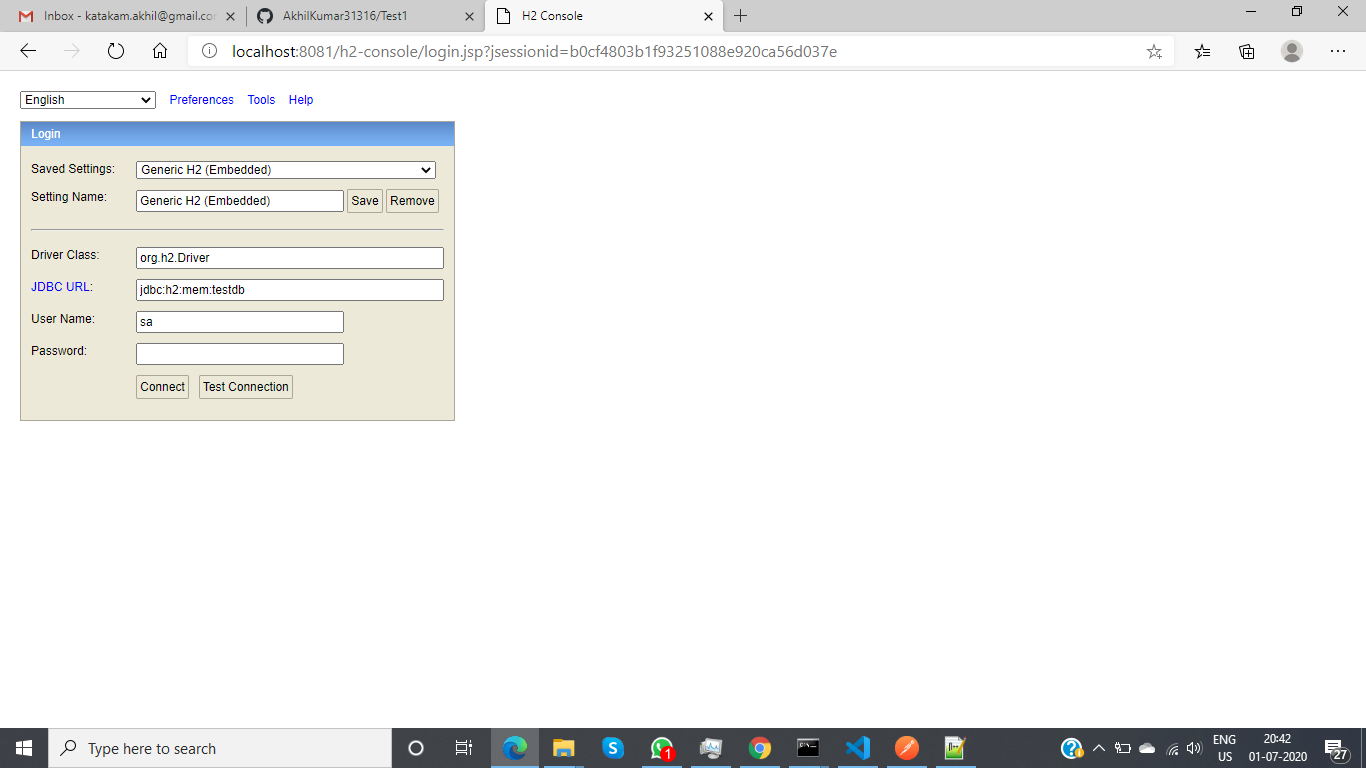 Inbox - katakam.akhil@gmail.cor
AkhilKumar31316/Test1
H2 Console
localhost:8081/h2-console/login.jsp?jsessionid=b0cf4803b1f93251088e920ca56d037e
English Preferences Tools Help
Login
Saved Settings: Generic H2 (Embedded)
Setting Name: Generic H2 (Embedded) Save Remove
Driver Class: org.h2.Driver
JDBC URL: jdbc:h2:mem:testdb
User Name: sa
Password:
Connect Test Connection
Type here to search
1
ENG
US
20:42
01-07-2020
27